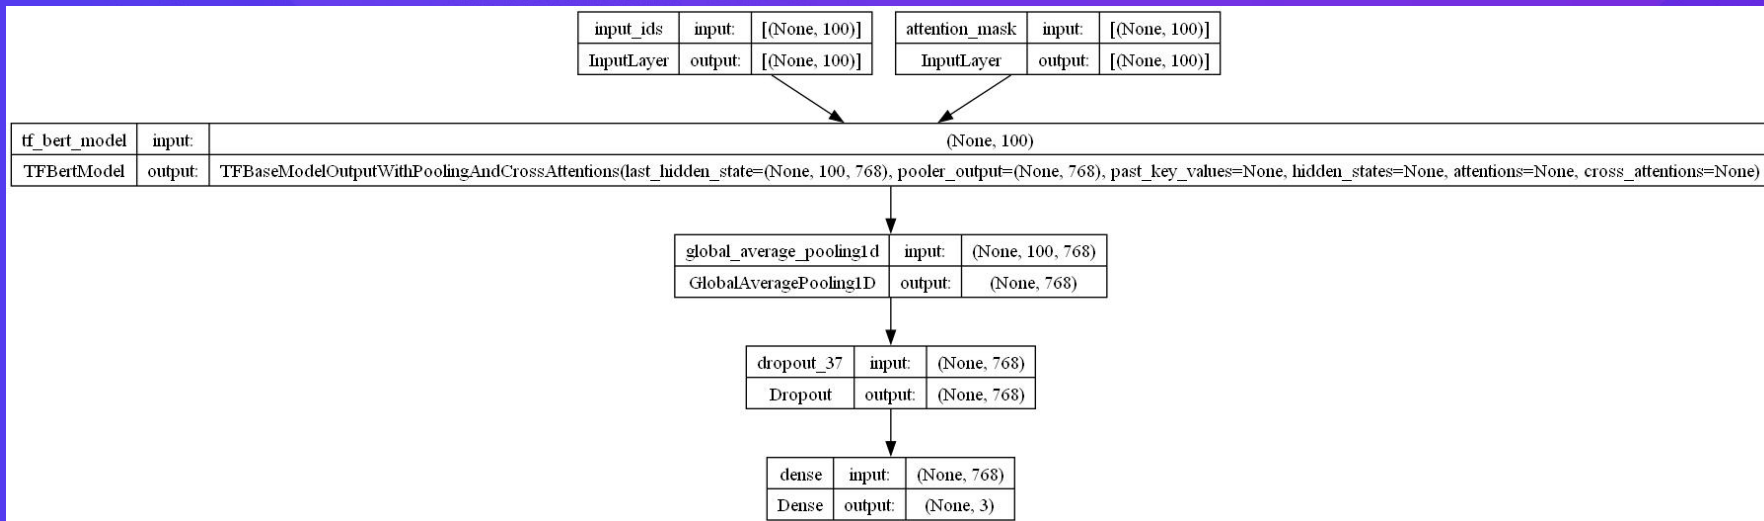 input_ids input: [(None, 100)]
InputLayer output: [(None, 100)]
attention_mask input: [(None, 100)]
InputLayer output: [(None, 100)]
tf_bert_model input: (None, 100)
TFBertModel output: TFBaseModelOutputWithPoolingAndCrossAttentions(last_hidden_state=(None, 100, 768), pooler_output=(None, 768), past_key_values=None, hidden_states=None, attentions=None, cross_attentions=None)
global_average_pooling1d input: (None, 100, 768)
GlobalAveragePooling1D output: (None, 768)
dropout_37 input: (None, 768)
Dropout output: (None, 768)
dense input: (None, 768)
Dense output: (None, 3)